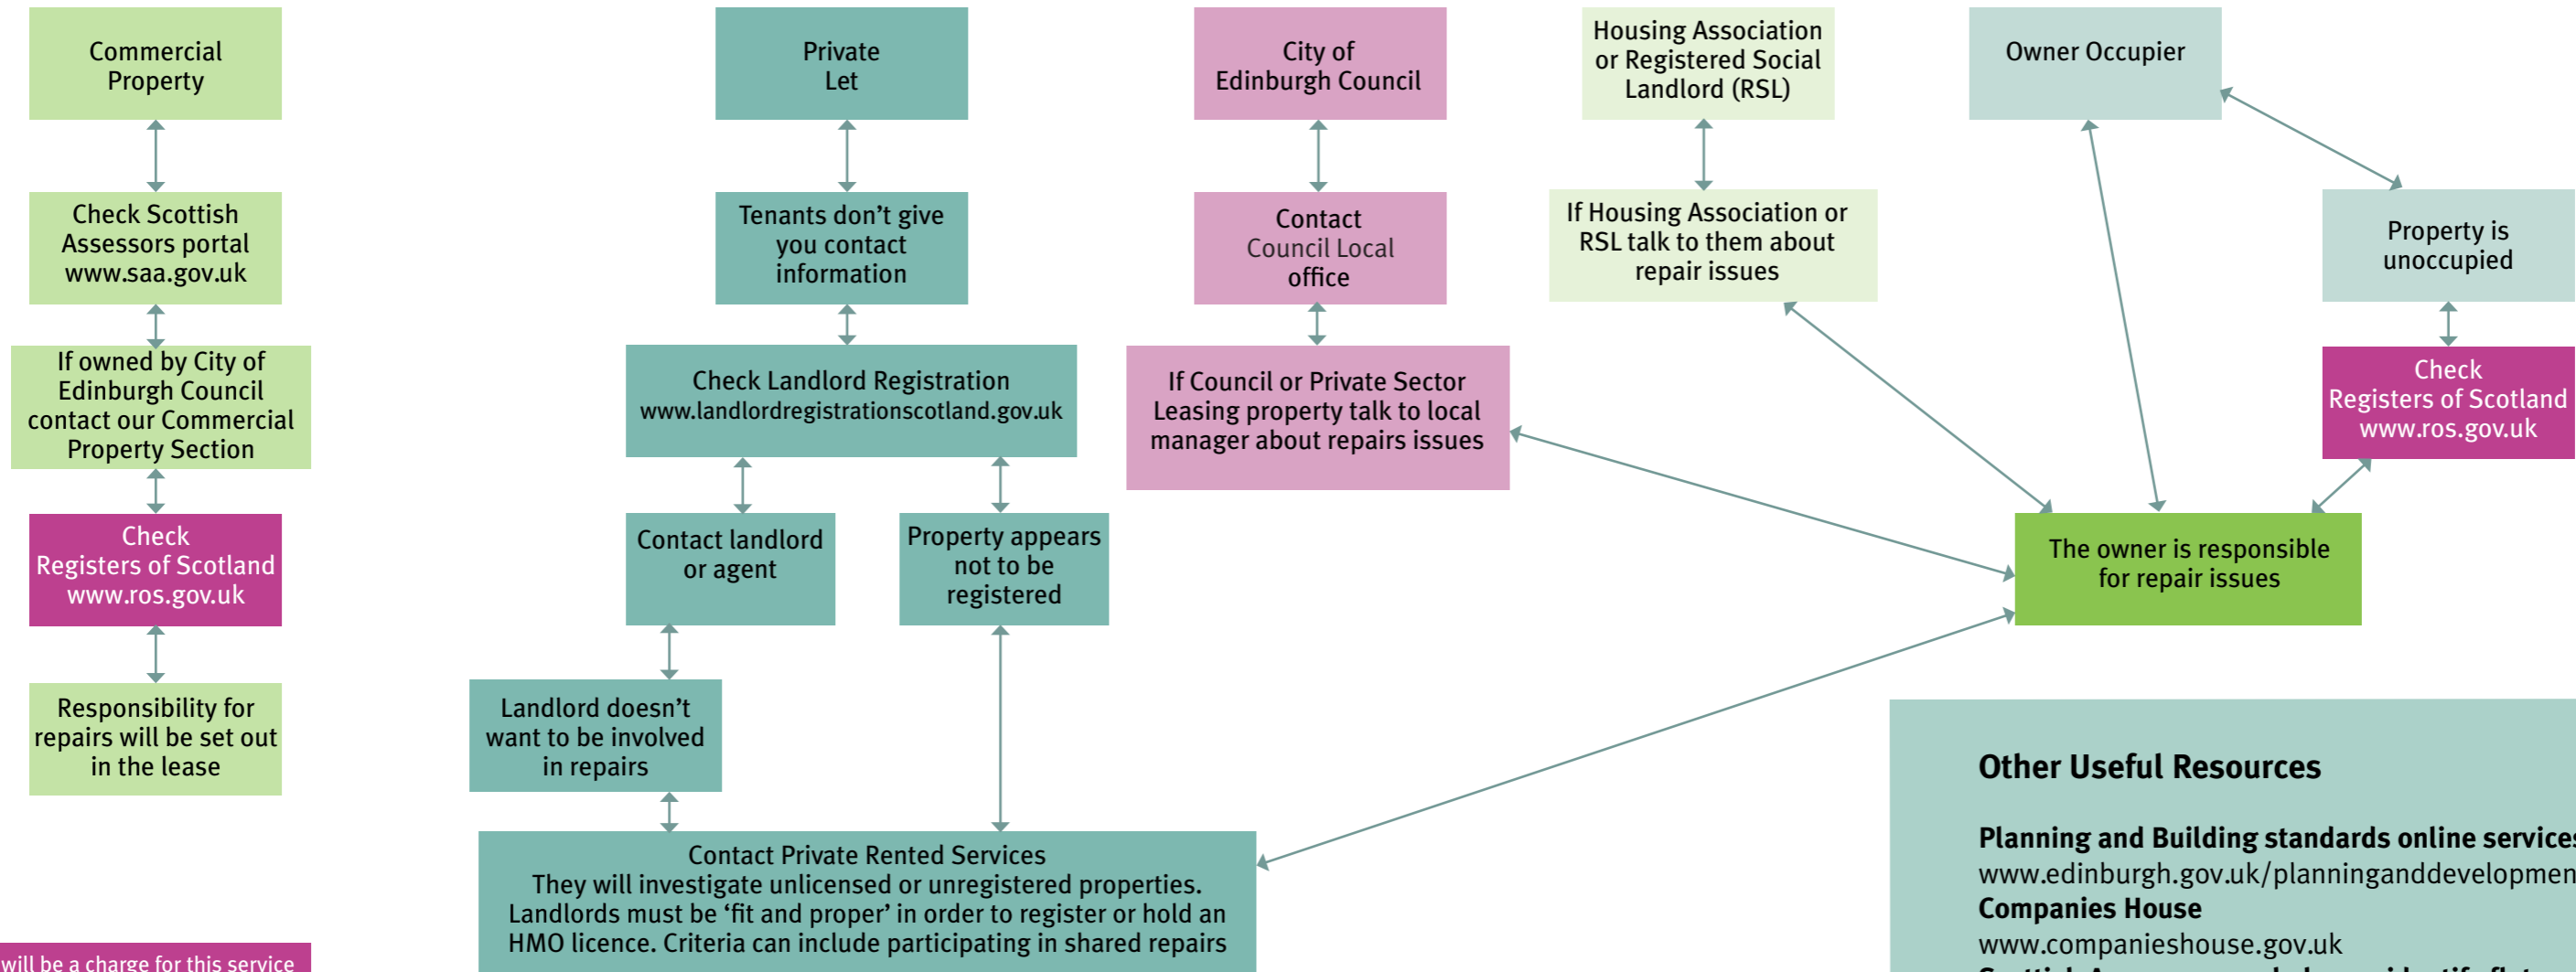 Commercial
Property
Check Scottish
Assessors portal
www.saa.gov.uk
If owned by City of
Edinburgh Council
contact our Commercial
Property Section
Check
Registers of Scotland
www.ros.gov.uk
Responsibility for
repairs will be set out
in the lease
will be a charge for this service
Private
Let
Tenants don’t give
you contact
information
Check Landlord Registration
www.landlordregistrationscotland.gov.uk
Contact landlord
or agent
Property appears
not to be
registered
Landlord doesn’t
want to be involved
in repairs
Contact Private Rented Services
They will investigate unlicensed or unregistered properties.
Landlords must be ‘fit and proper’ in order to register or hold an
HMO licence. Criteria can include participating in shared repairs
City of
Edinburgh Council
Contact
Council Local
office
If Council or Private Sector
Leasing property talk to local
manager about repairs issues
Housing Association
or Registered Social
Landlord (RSL)
If Housing Association or
RSL talk to them about
repair issues
Owner Occupier
Property is
unoccupied
Check
Registers of Scotland
www.ros.gov.uk
The owner is responsible
for repair issues
Other Useful Resources
Planning and Building standards online services
www.edinburgh.gov.uk/planninganddevelopmen
Companies House
www.companieshouse.gov.uk